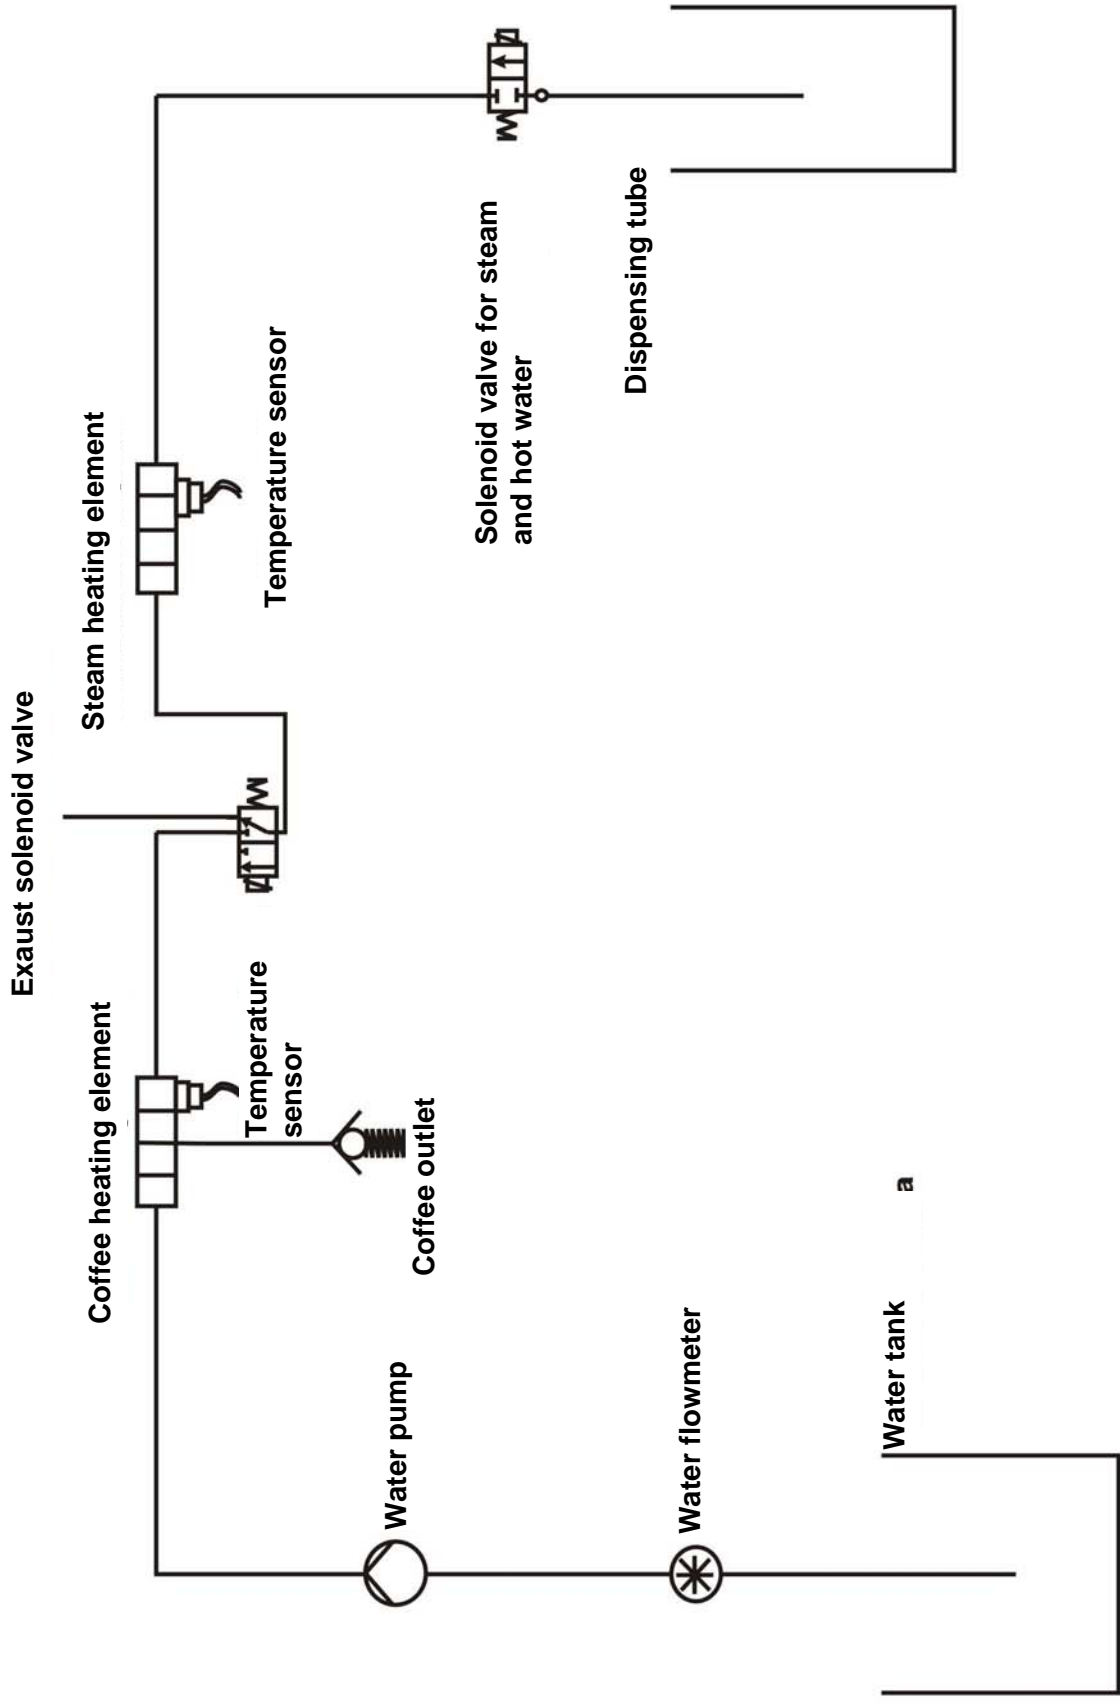 Exaust solenoid valve
Coffee heating element
Steam heating element
Temperature
sensor
Temperature sensor
Coffee outlet
Water pump
Solenoid valve for steam
and hot water
Water flowmeter
Dispensing tube
Water tank
a